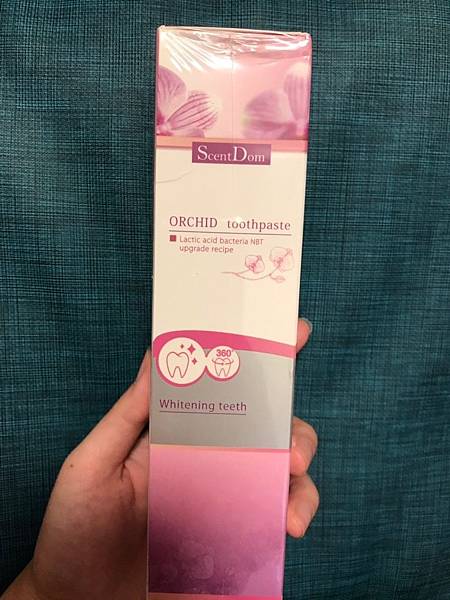 ScentDom
ORCHID toothpaste
Lactic acid bacteria NBT
upgrade recipe
360°
Whitening teeth